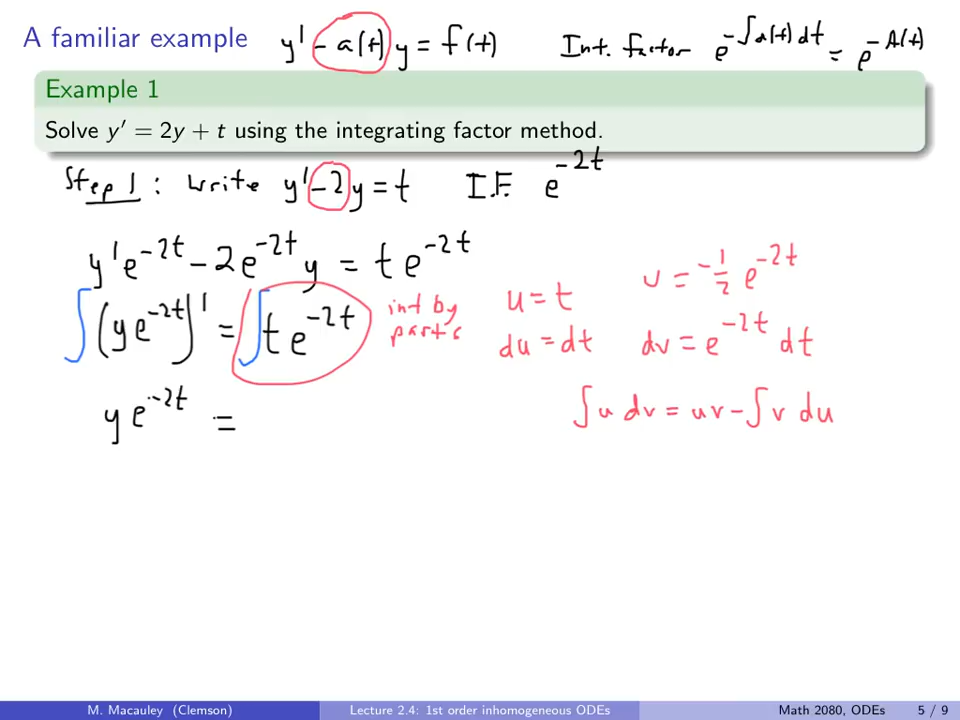 A familiar example y' - a(t) y = f(t) Int. factor e^{-∫a(t) dt} = e^{-A(t)}
Example 1
Solve y′ = 2y + t using the integrating factor method.
Step 1: Write y' - 2y = t I.F. e^{-2t}
y' e^{-2t} - 2e^{-2t} y = t e^{-2t}
∫(y e^{-2t})' = ∫t e^{-2t}
int by
parts
u = t v = -1/2 e^{-2t}
du = dt dv = e^{-2t} dt
y e^{-2t} =
∫u dv = uv - ∫v du
M. Macauley (Clemson) Lecture 2.4: 1st order inhomogeneous ODEs Math 2080, ODEs 5 / 9